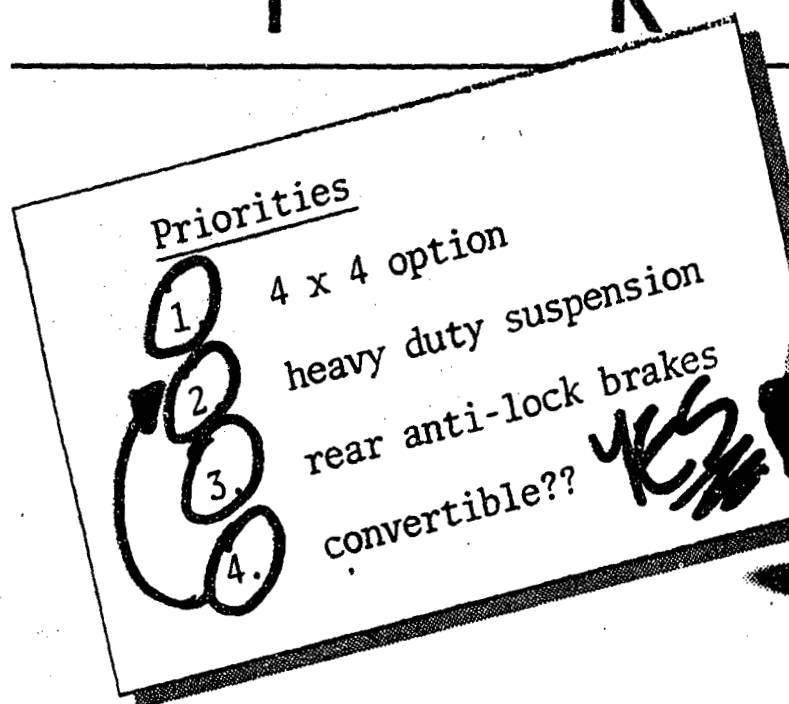 Priorities
1. 4 x 4 option
2 heavy duty suspension
3. rear anti-lock brakes
4. convertible?? YES